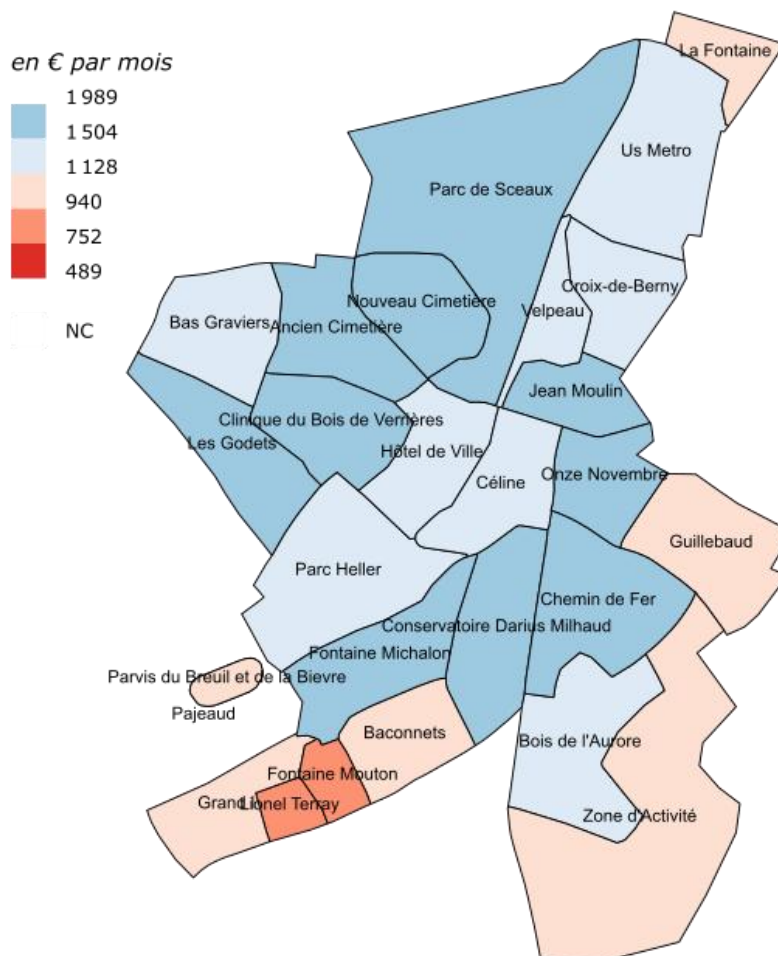 en € par mois
1 989
1 504
1 128
940
752
489
NC
La Fontaine
Us Metro
Parc de Sceaux
Croix-de-Berny
Nouveau Cimetière
Velpeau
Bas Graviers
Ancien Cimetière
Jean Moulin
Clinique du Bois de Verrières
Les Godets
Hôtel de Ville
Céline
Onze Novembre
Guillebaud
Parc Heller
Chemin de Fer
Conservatoire Darius Milhaud
Fontaine Michalon
Parvis du Breuil et de la Bievre
Pajeaud
Baconnets
Bois de l'Aurore
Fontaine Mouton
Grand
Lionel Terray
Zone d'Activité